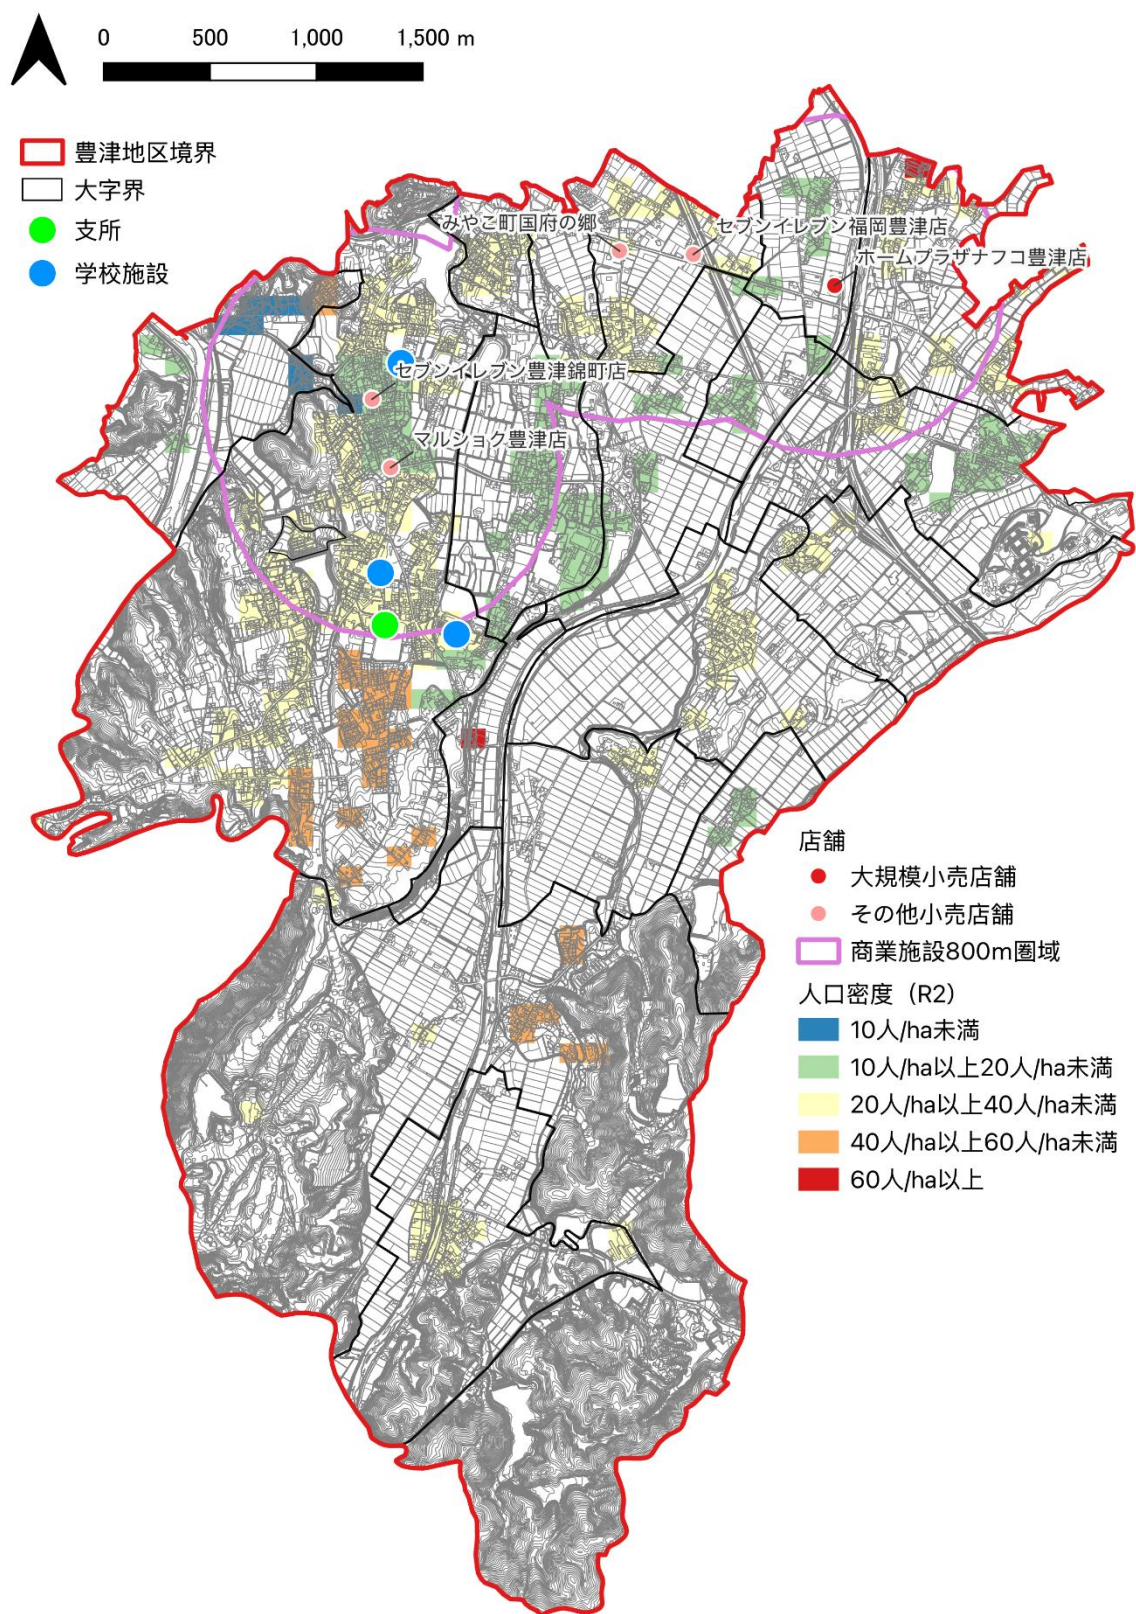 0 500 1,000 1,500 m
豊津地区境界
大字界
支所
学校施設
みやこ町国府の郷
セブンイレブン福岡豊津店
ホームプラザナフコ豊津店
セブンイレブン豊津錦町店
マルショク豊津店
店舗
大規模小売店舗
その他小売店舗
商業施設800m圏域
人口密度（R2）
10人/ha未満
10人/ha以上20人/ha未満
20人/ha以上40人/ha未満
40人/ha以上60人/ha未満
60人/ha以上